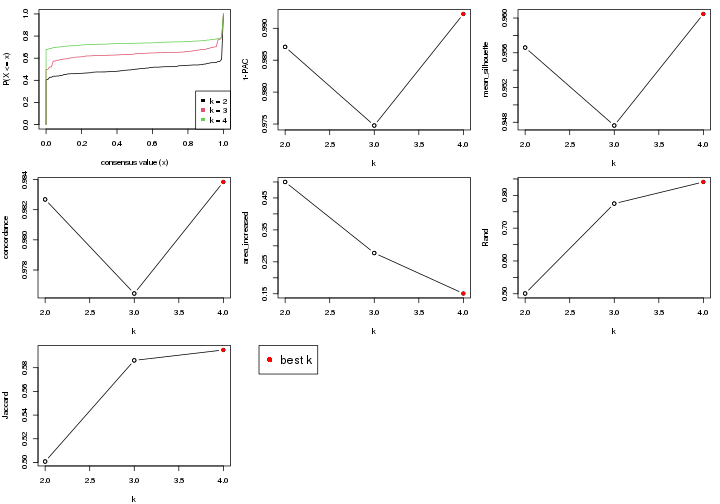 P(X <= x)
1.0
0.8
0.6
0.4
0.2
0.0
k = 2
k = 3
k = 4
0.0 0.2 0.4 0.6 0.8 1.0
consensus value (x)
1-PAC
0.990
0.985
0.980
0.975
2.0 2.5 3.0 3.5 4.0
k
mean_silhouette
0.960
0.956
0.952
0.948
2.0 2.5 3.0 3.5 4.0
k
concordance
0.984
0.982
0.980
0.978
2.0 2.5 3.0 3.5 4.0
k
area_increased
0.45
0.35
0.25
0.15
2.0 2.5 3.0 3.5 4.0
k
Rand
0.80
0.70
0.60
0.50
2.0 2.5 3.0 3.5 4.0
k
Jaccard
0.58
0.56
0.54
0.52
0.50
2.0 2.5 3.0 3.5 4.0
k
best k